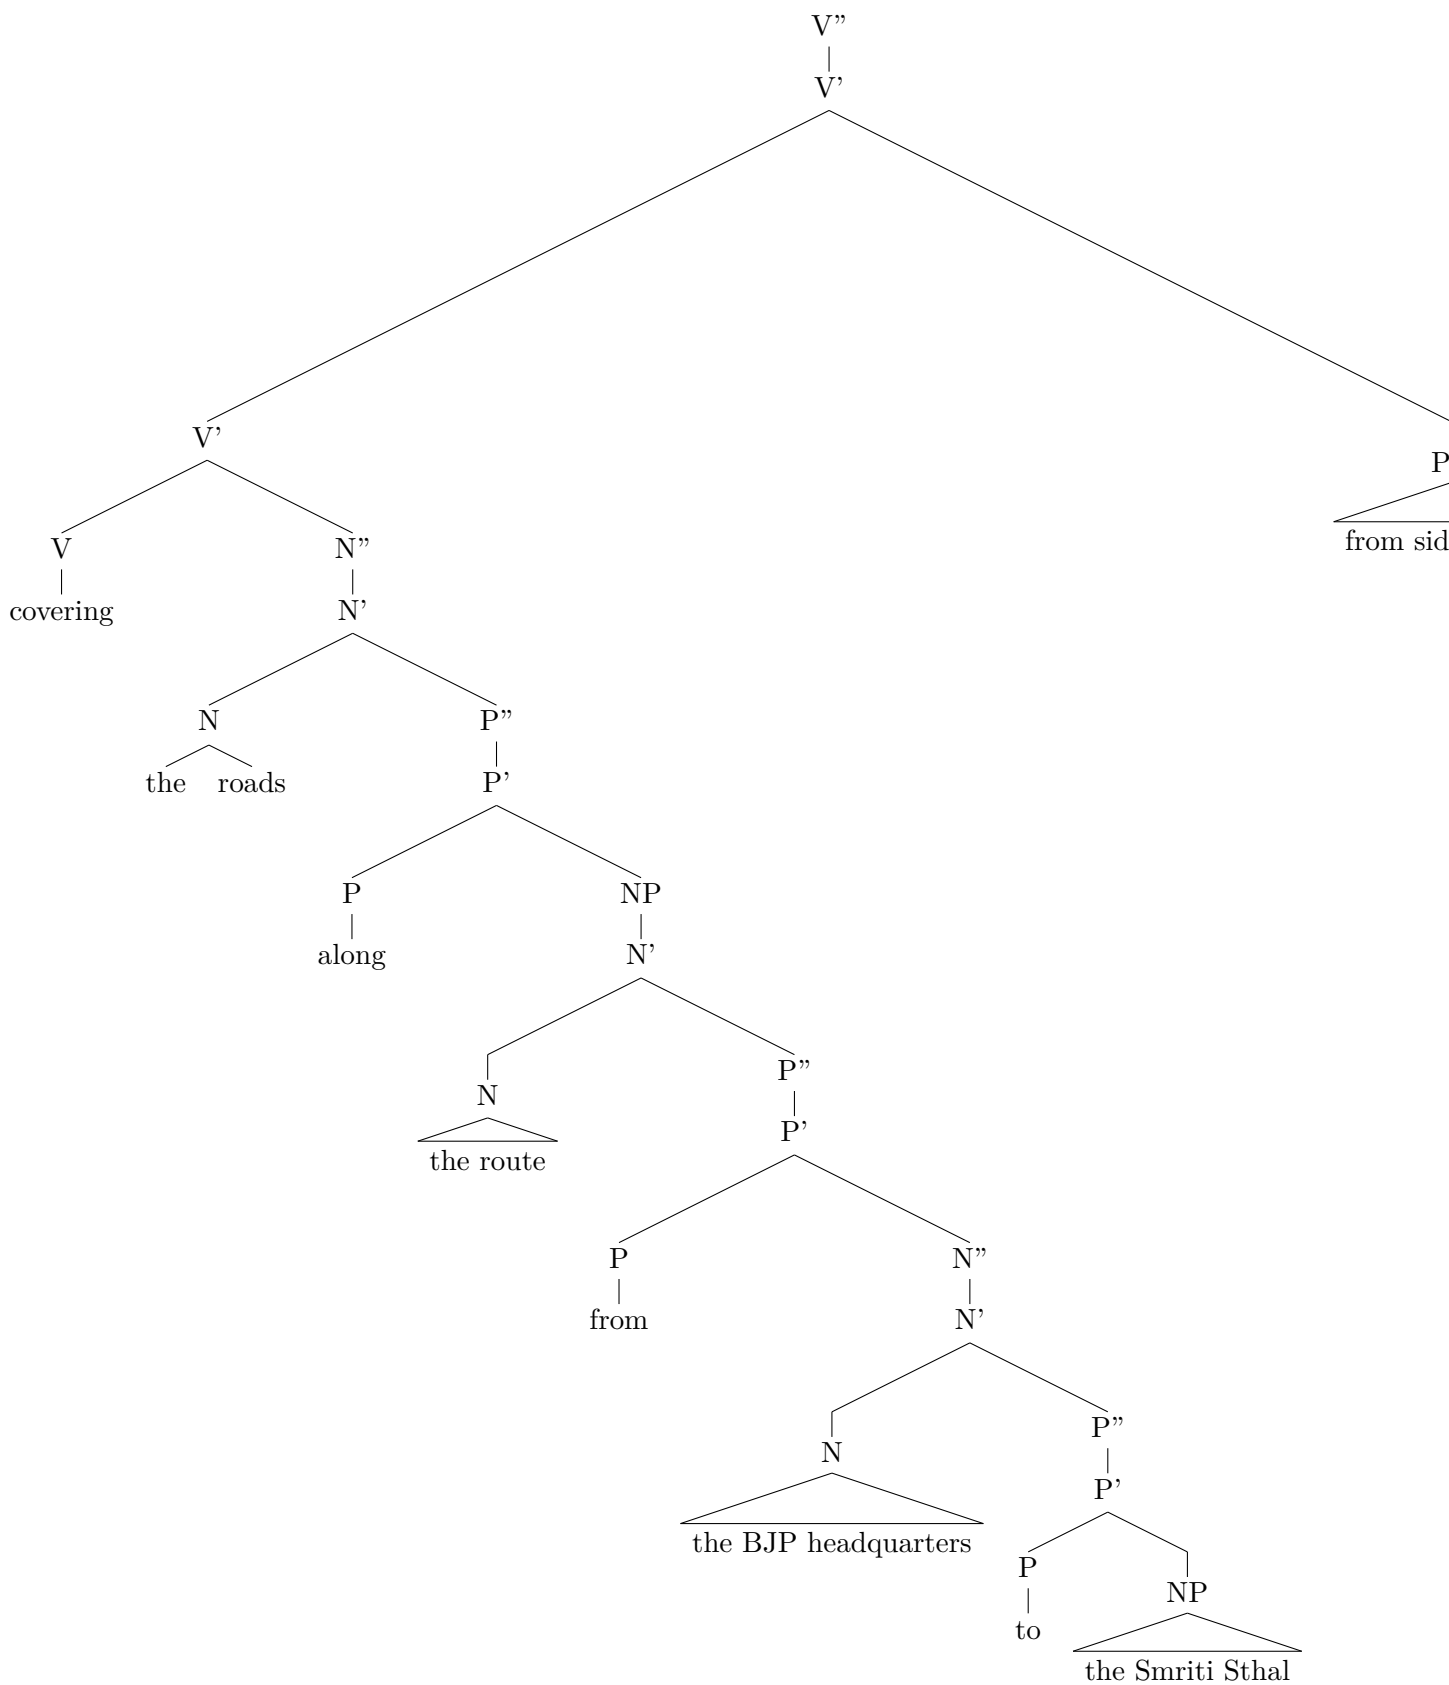 V”
V'
V'
P
from sid
V
N”
covering
N'
N
P”
the roads
P'
P
NP
along
N'
P”
N
P'
the route
P
N”
from
N'
P”
N
P'
the BJP headquarters
P
NP
to
the Smriti Sthal